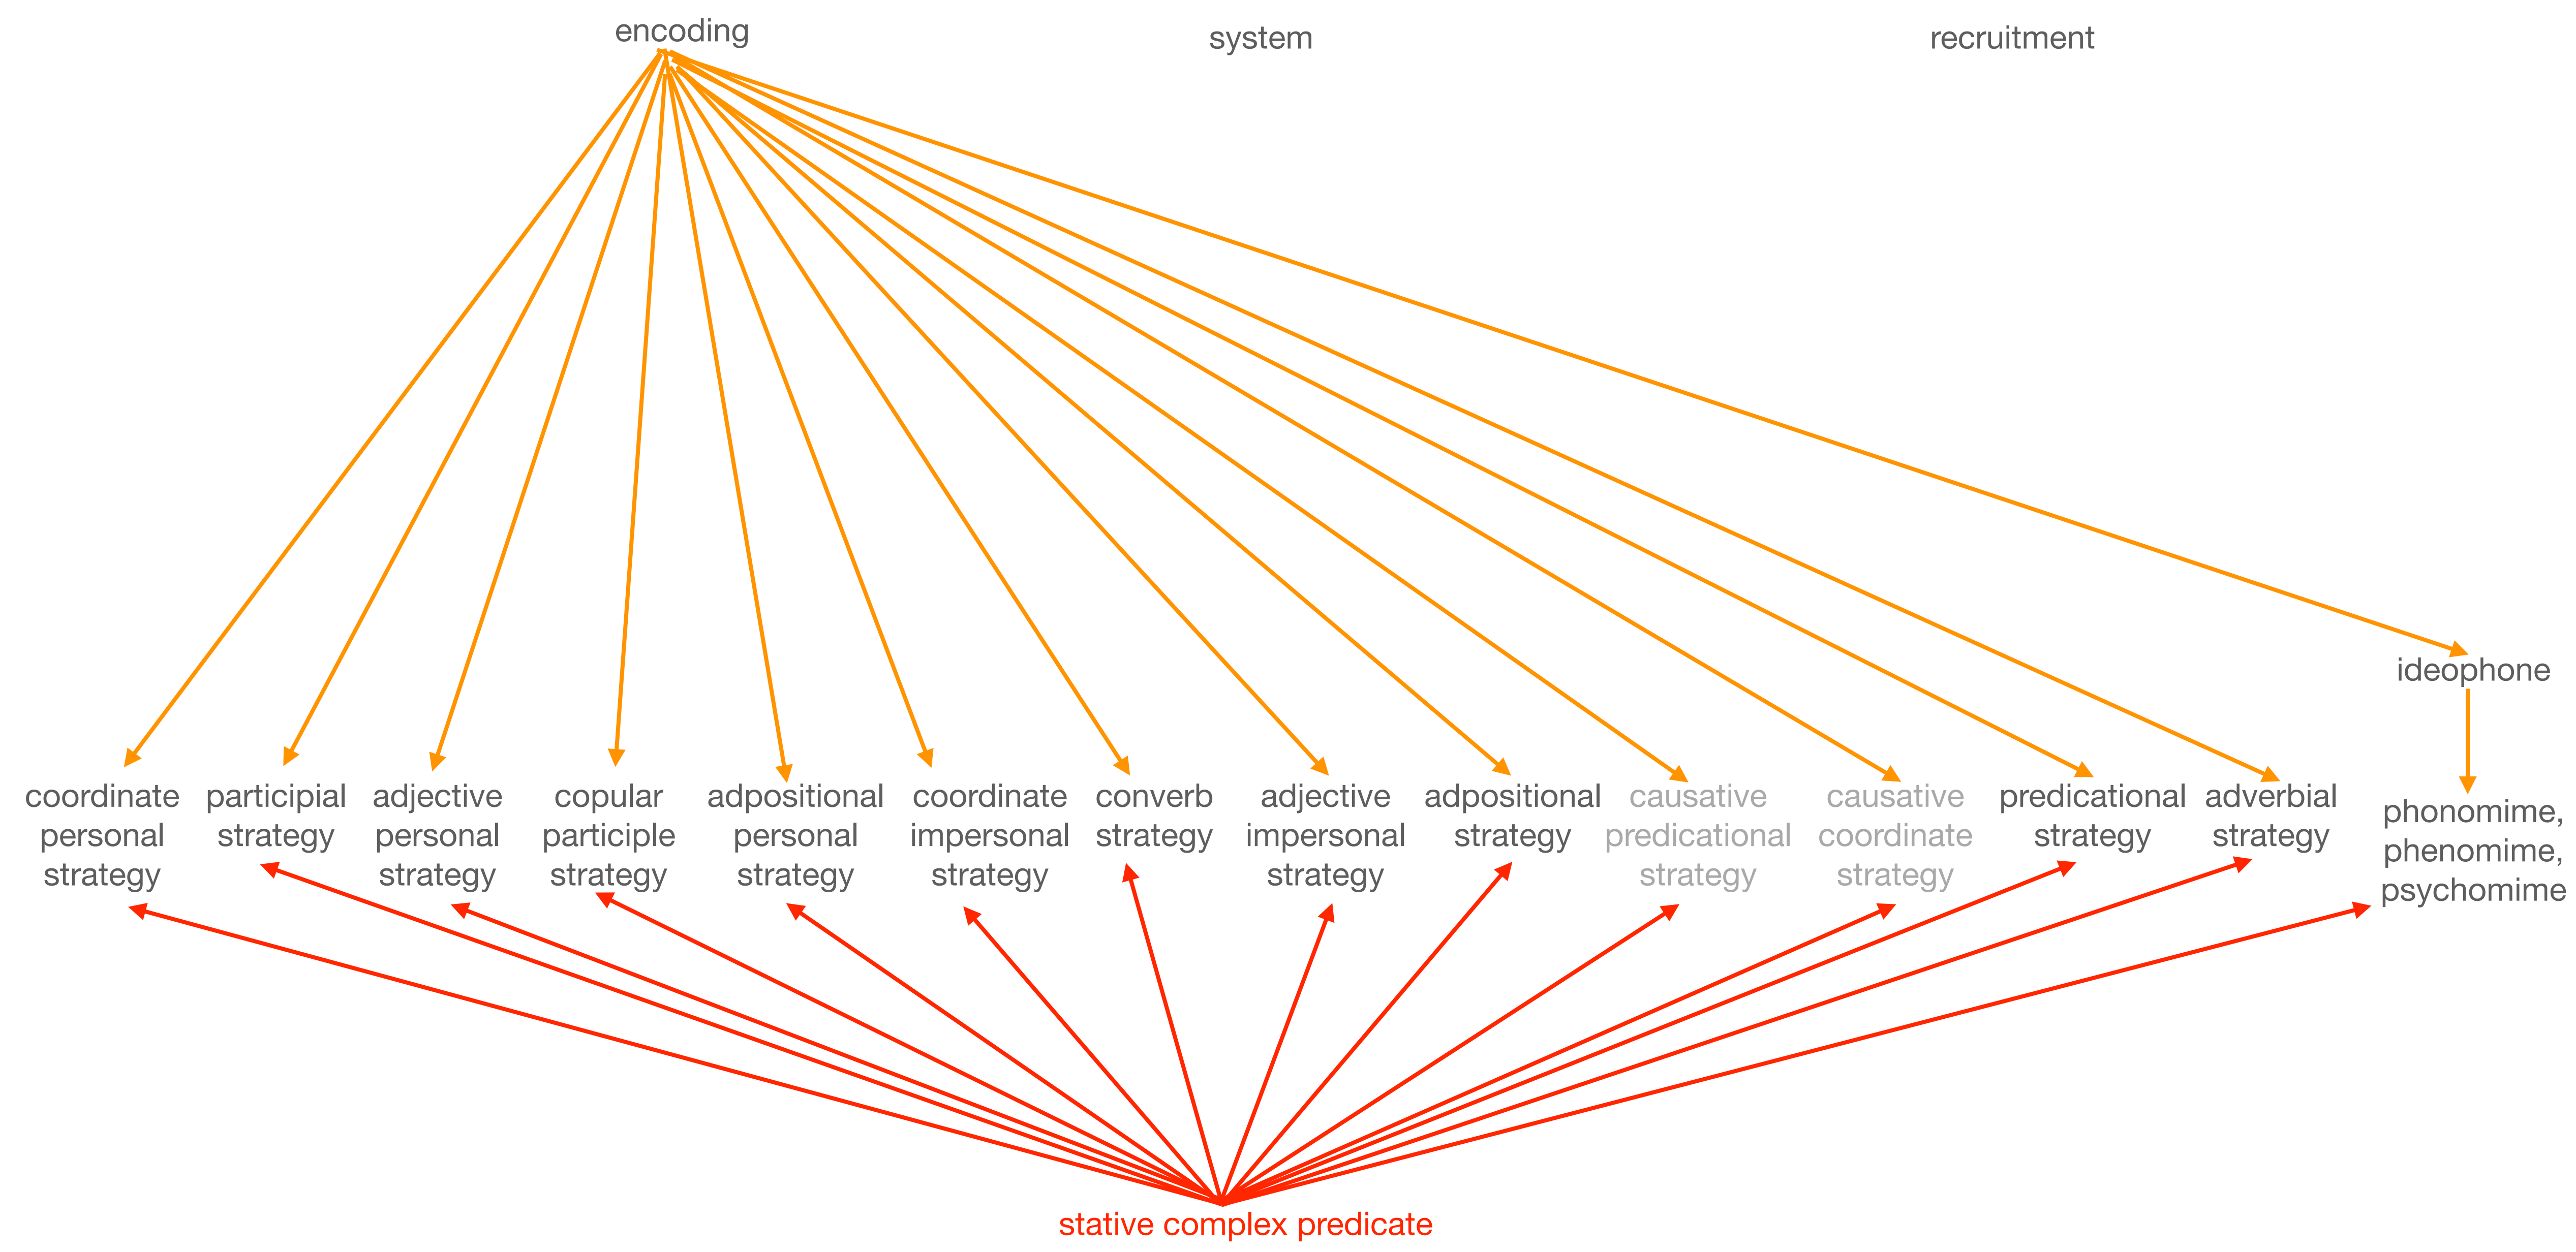 encoding
system
recruitment
ideophone
coordinate
personal
strategy
participial
strategy
adjective
personal
strategy
copular
participle
strategy
adpositional
personal
strategy
coordinate
impersonal
strategy
converb
strategy
adjective
impersonal
strategy
adpositional
strategy
causative
predicational
strategy
causative
coordinate
strategy
predicational
strategy
adverbial
strategy
phonomime,
phenomime,
psychomime
stative complex predicate